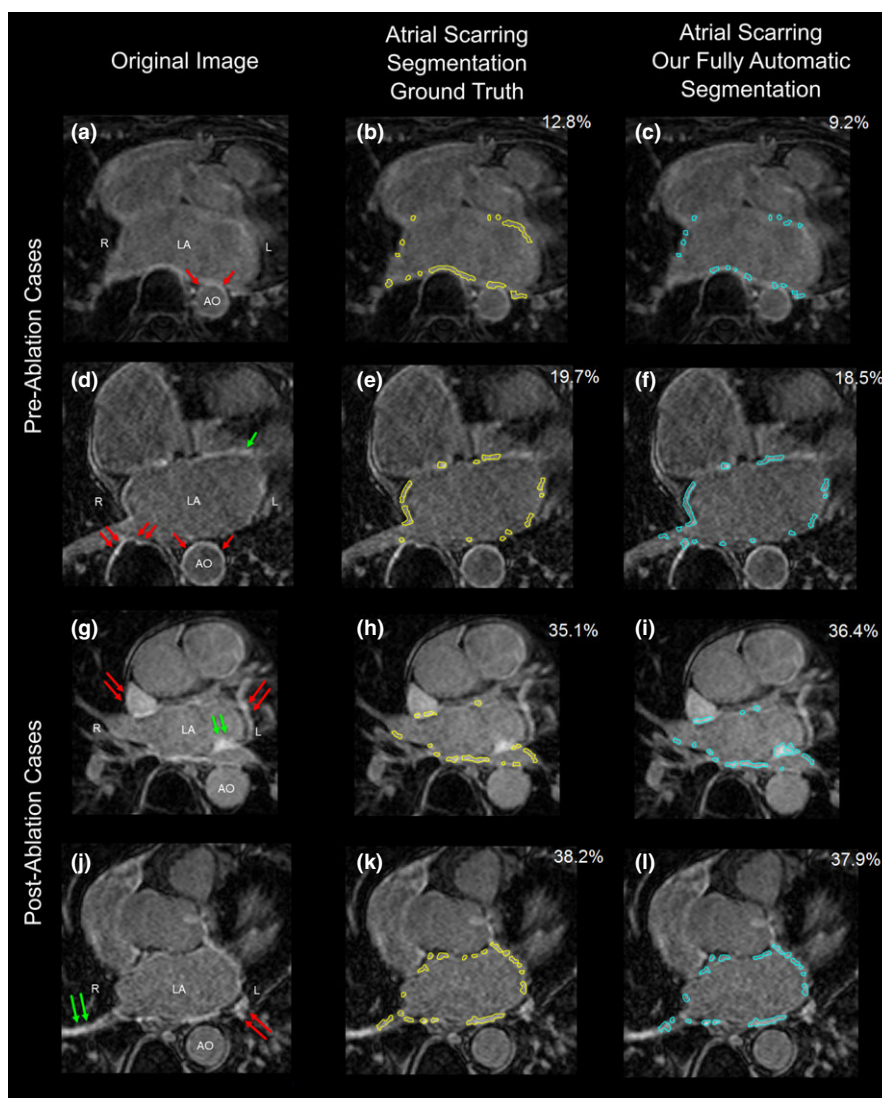 Original Image
Atrial Scarring
Segmentation
Ground Truth
Atrial Scarring
Our Fully Automatic
Segmentation
Pre-Ablation Cases
(a)
R
LA
L
AO
(b)
12.8%
(c)
9.2%
(d)
R
LA
L
AO
(e)
19.7%
(f)
18.5%
Post-Ablation Cases
(g)
R
LA
L
AO
(h)
35.1%
(i)
36.4%
(j)
R
LA
L
AO
(k)
38.2%
(l)
37.9%